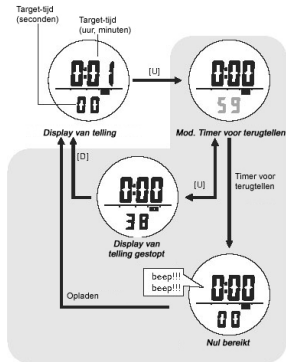 Target-tijd
(seconden)
Target-tijd
(uur, minuten)
0:01
00
[U]
0:00
59
Display van telling
Mod. Timer voor terugtellen
[D]
[U]
0:00
38
Timer voor
terugtellen
Display van
telling gestopt
beep!!!
beep!!!
0:00
00
Opladen
Nul bereikt